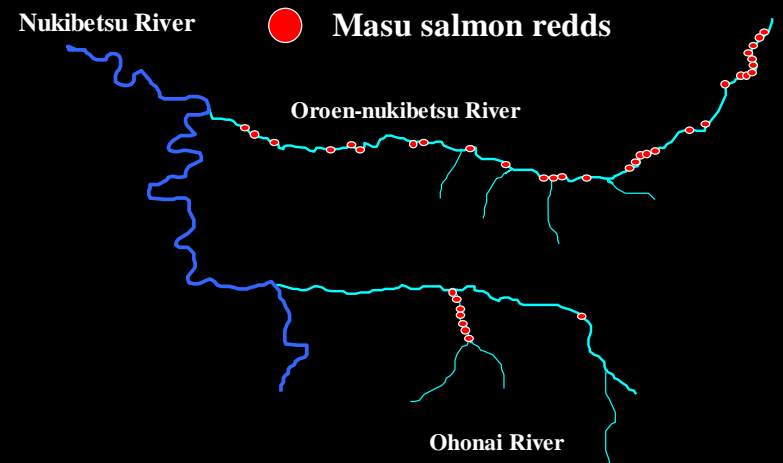 Nukibetsu River
Masu salmon redds
Oroen-nukibetsu River
Ohonai River